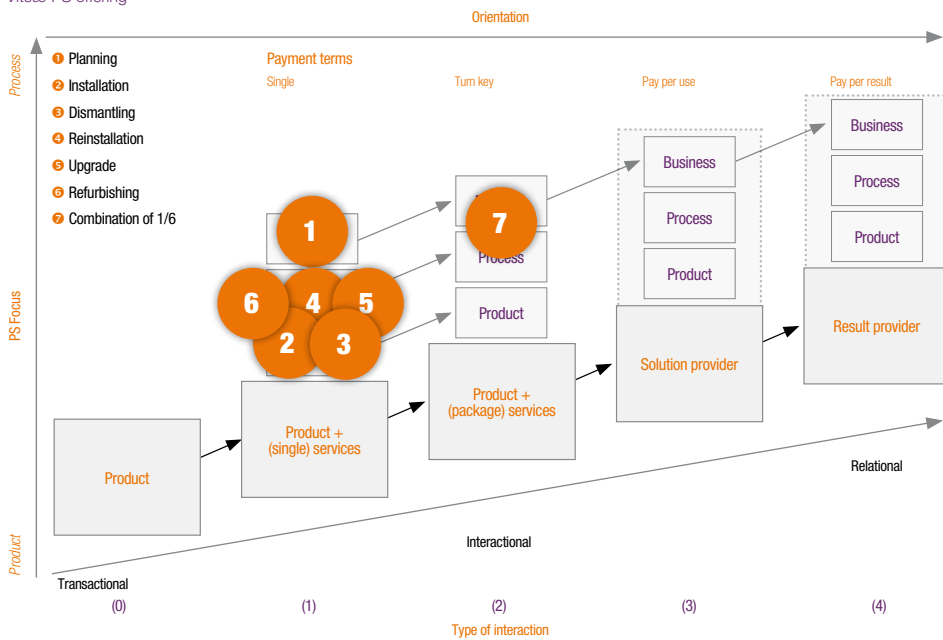 Orientation
❶ Planning
❷ Installation
❸ Dismantling
❹ Reinstallation
❺ Upgrade
❻ Refurbishing
❼ Combination of 1/6
Payment terms
Single
Turn key
Pay per use
Pay per result
Process
PS Focus
Product
1
6
4
5
2
3
7
Process
Product
Business
Process
Product
Business
Process
Product
Product
Product +
(single) services
Product +
(package) services
Solution provider
Result provider
Transactional
Interactional
Relational
(0)
(1)
(2)
(3)
(4)
Type of interaction